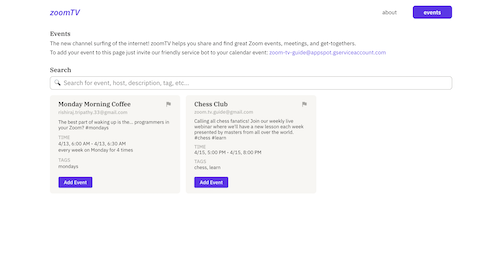 zoomTV
about
events
Events
The new channel surfing of the internet! zoomTV helps you share and find great Zoom events, meetings, and get-togethers.
To add your event to this page just invite our friendly service bot to your calendar event: zoom-tv-guide@appspot.gserviceaccount.com
Search
Search for event, host, description, tag, etc...
Monday Morning Coffee
rishiraj.tripathy.33@gmail.com
The best part of waking up is the... programmers in
your Zoom? #mondays
TIME
4/13, 6:00 AM - 4/13, 6:30 AM
every week on Monday for 4 times
TAGS
mondays
Add Event
Chess Club
zoom.tv.guide@gmail.com
Calling all chess fanatics! Join our weekly live
webinar where we'll have a new lesson each week
presented by masters from all over the world.
#chess #learn
TIME
4/15, 5:00 PM - 4/15, 8:00 PM
TAGS
chess, learn
Add Event